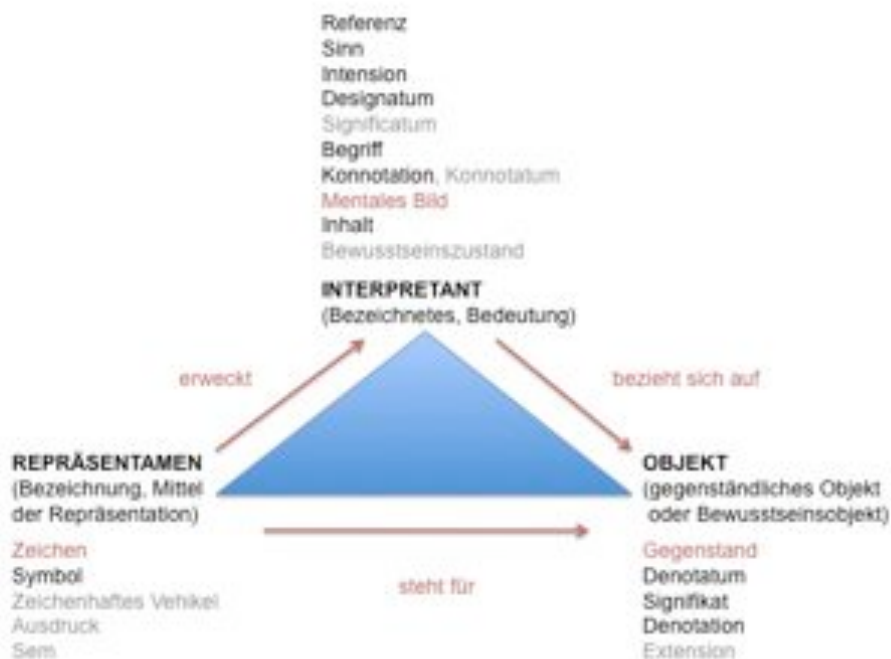 Referenz
Sinn
Intension
Designatum
Significatum
Begriff
Konnotation, Konnotatum
Mentales Bild
Inhalt
Bewusstseinszustand
INTERPRETANT
(Bezeichnetes, Bedeutung)
erweckt
bezieht sich auf
REPRÄSENTAMEN
(Bezeichnung, Mittel
der Repräsentation)
OBJEKT
(gegenständliches Objekt
oder Bewusstseinsobjekt)
steht für
Zeichen
Symbol
Zeichenhaftes Vehikel
Ausdruck
Sem
Gegenstand
Denotatum
Signifikat
Denotation
Extension